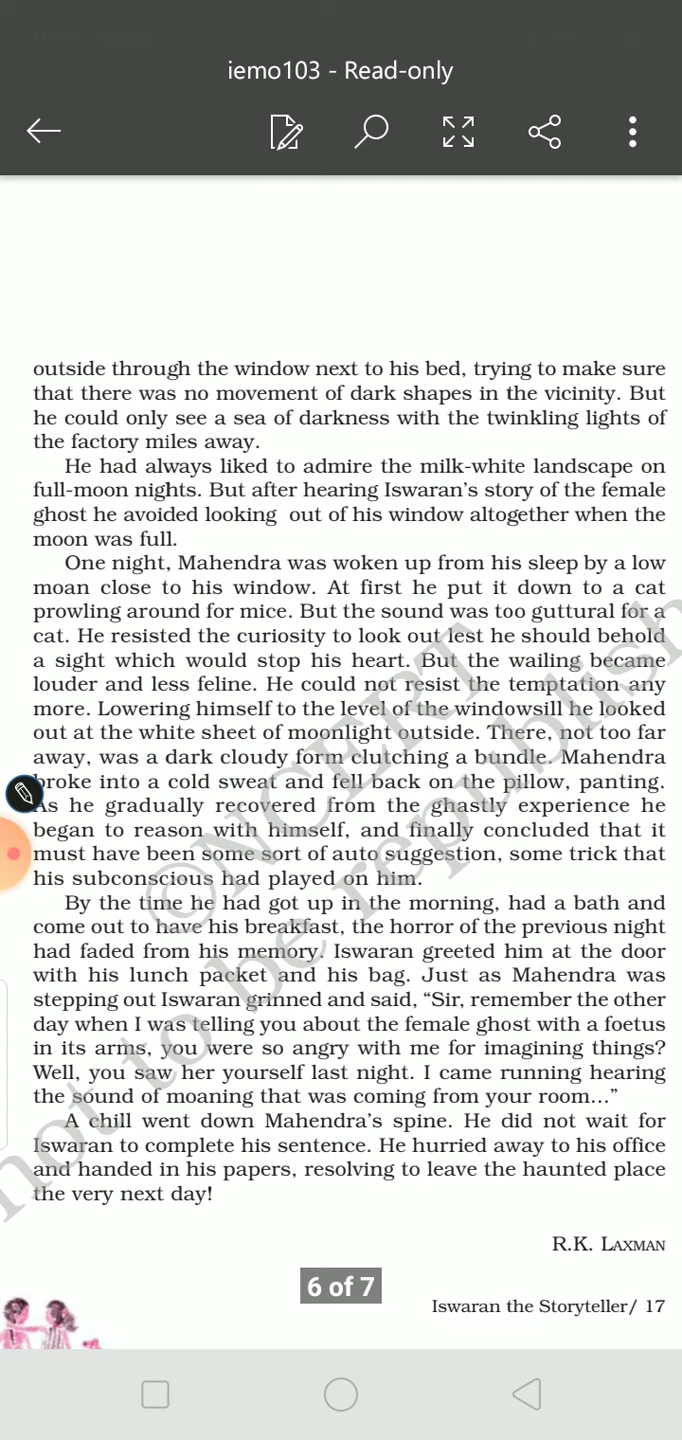 iemo103 - Read-only
outside through the window next to his bed, trying to make sure
that there was no movement of dark shapes in the vicinity. But
he could only see a sea of darkness with the twinkling lights of
the factory miles away.
He had always liked to admire the milk-white landscape on
full-moon nights. But after hearing Iswaran's story of the female
ghost he avoided looking out of his window altogether when the
moon was full.
One night, Mahendra was woken up from his sleep by a low
moan close to his window. At first he put it down to a cat
prowling around for mice. But the sound was too guttural for a
cat. He resisted the curiosity to look out lest he should behold
a sight which would stop his heart. But the wailing became
louder and less feline. He could not resist the temptation any
more. Lowering himself to the level of the windowsill he looked
out at the white sheet of moonlight outside. There, not too far
away, was a dark cloudy form clutching a bundle. Mahendra
broke into a cold sweat and fell back on the pillow, panting.
As he gradually recovered from the ghastly experience he
began to reason with himself, and finally concluded that it
must have been some sort of auto suggestion, some trick that
his subconscious had played on him.
By the time he had got up in the morning, had a bath and
come out to have his breakfast, the horror of the previous night
had faded from his memory. Iswaran greeted him at the door
with his lunch packet and his bag. Just as Mahendra was
stepping out Iswaran grinned and said, “Sir, remember the other
day when I was telling you about the female ghost with a foetus
in its arms, you were so angry with me for imagining things?
Well, you saw her yourself last night. I came running hearing
the sound of moaning that was coming from your room...”
A chill went down Mahendra's spine. He did not wait for
Iswaran to complete his sentence. He hurried away to his office
and handed in his papers, resolving to leave the haunted place
the very next day!
R.K. LAXMAN
6 of 7
Iswaran the Storyteller/ 17
©NCERT
not to be republish